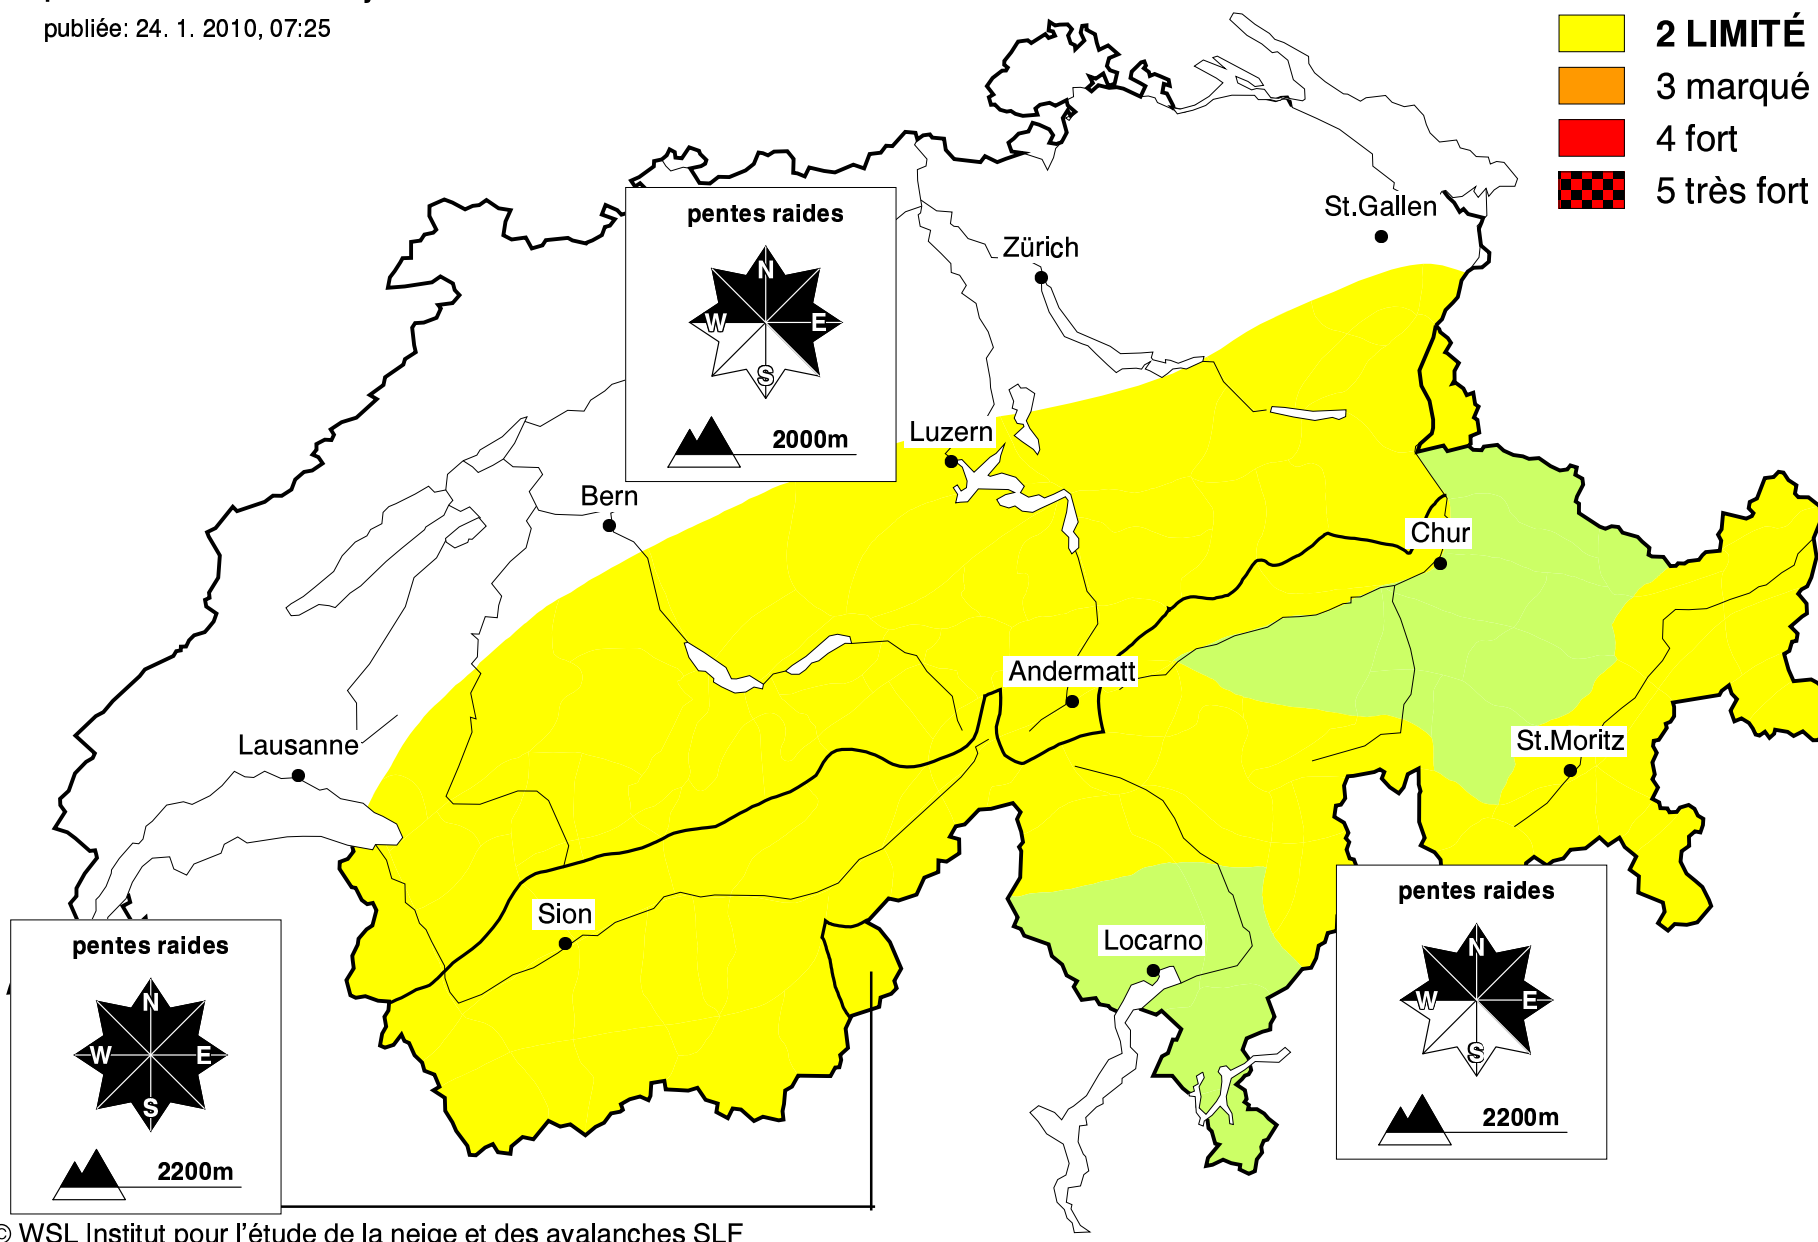 publiée: 24. 1. 2010, 07:25
2 LIMITÉ
3 marqué
4 fort
5 très fort
St.Gallen
Zürich
pentes raides
N
W E
S
2000m
Luzern
Bern
Chur
Andermatt
St.Moritz
Lausanne
Sion
Locarno
pentes raides
N
W E
S
2200m
pentes raides
N
W E
S
2200m
© WSL Institut pour l'étude de la neige et des avalanches SLF